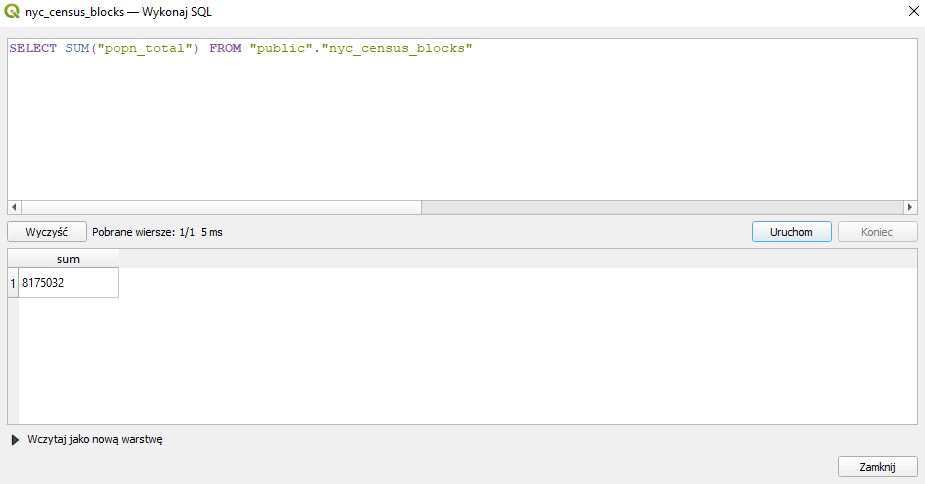 nyc_census_blocks — Wykonaj SQL
SELECT SUM("popn_total") FROM "public"."nyc_census_blocks"
Wyczyść Pobrane wiersze: 1/1 5 ms Uruchom Koniec
sum
1 8175032
Wczytaj jako nową warstwę
Zamknij